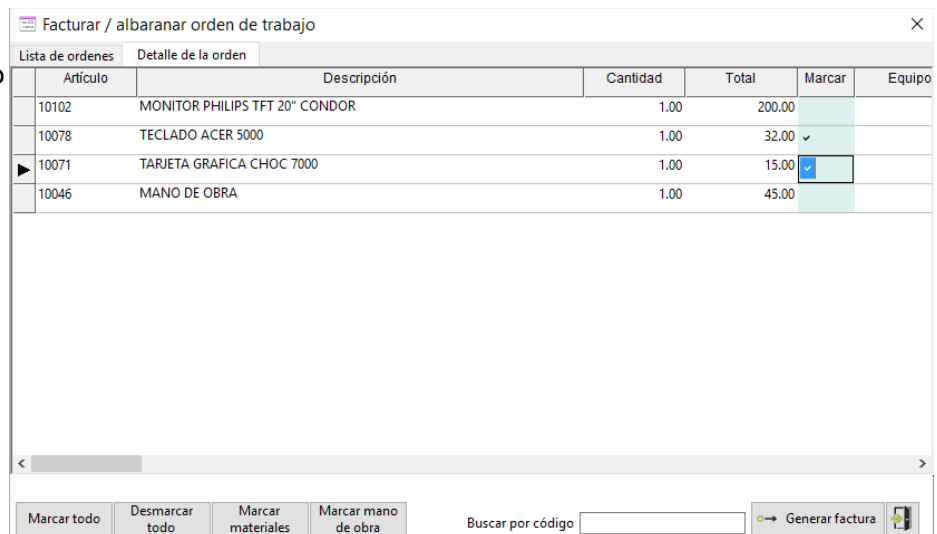 Facturar / albaranar orden de trabajo
Lista de ordenes Detalle de la orden
Artículo Descripción Cantidad Total Marcar Equipo
10102 MONITOR PHILIPS TFT 20" CONDOR 1.00 200.00
10078 TECLADO ACER 5000 1.00 32.00
10071 TARJETA GRAFICA CHOC 7000 1.00 15.00
10046 MANO DE OBRA 1.00 45.00
Marcar todo Desmarcar todo Marcar materiales Marcar mano de obra Buscar por código Generar factura